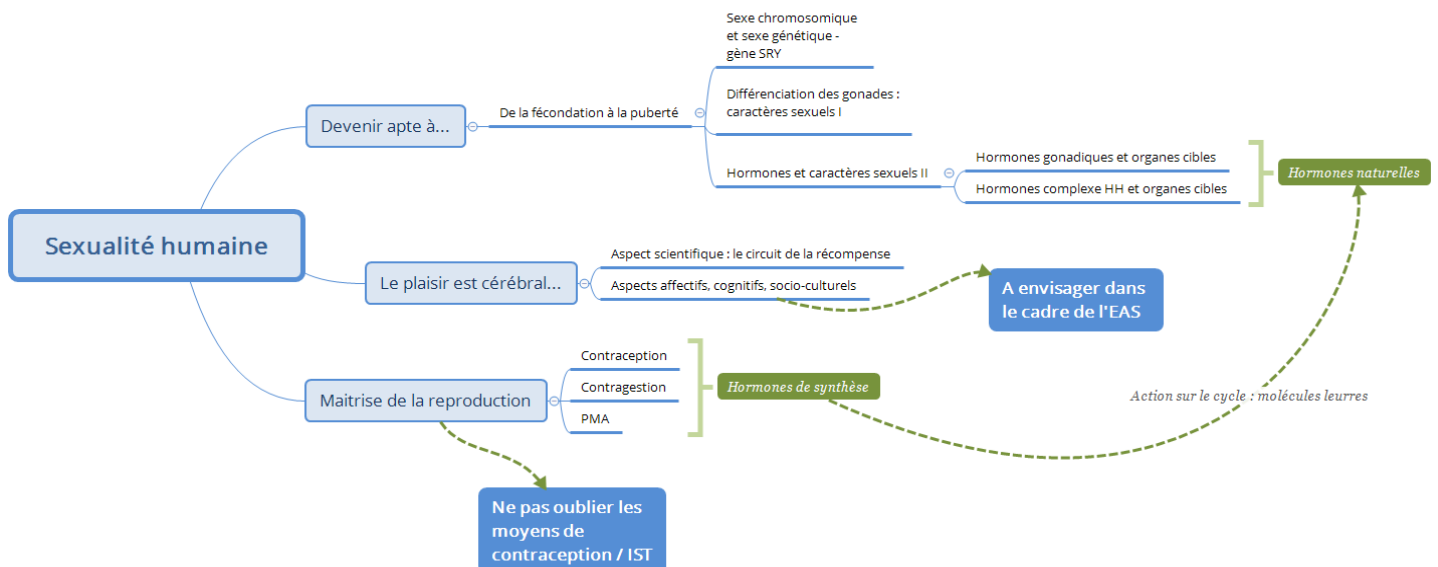 Sexualité humaine
Devenir apte à...
De la fécondation à la puberté
Sexe chromosomique
et sexe génétique -
gène SRY
Différenciation des gonades :
caractères sexuels I
Hormones et caractères sexuels II
Hormones gonadiques et organes cibles
Hormones complexe HH et organes cibles
Hormones naturelles
Le plaisir est cérébral...
Aspect scientifique : le circuit de la récompense
Aspects affectifs, cognitifs, socio-culturels
A envisager dans
le cadre de l'EAS
Maitrise de la reproduction
Contraception
Contragestion
PMA
Hormones de synthèse
Action sur le cycle : molécules leurres
Ne pas oublier les
moyens de
contraception / IST